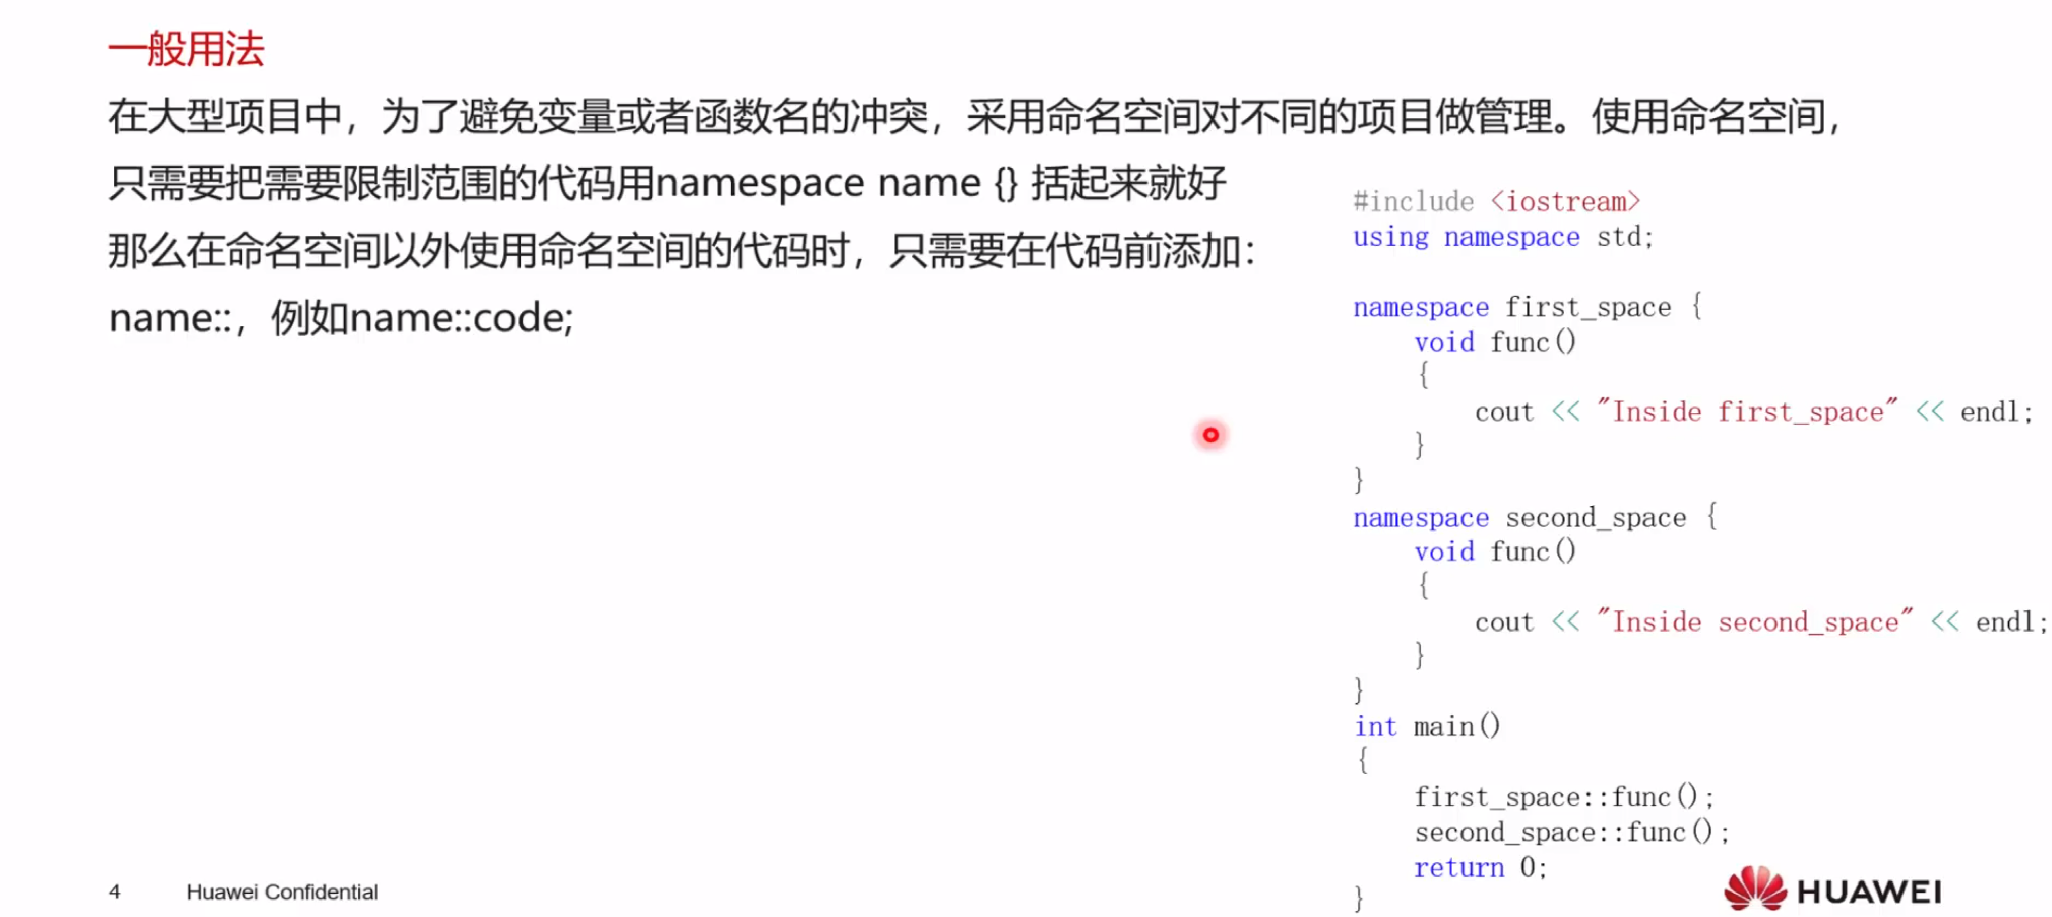 一般用法
在大型项目中，为了避免变量或者函数名的冲突，采用命名空间对不同的项目做管理。使用命名空间，
只需要把需要限制范围的代码用namespace name {} 括起来就好
那么在命名空间以外使用命名空间的代码时，只需要在代码前添加：
name::，例如name::code;
#include <iostream>
using namespace std;
namespace first_space {
void func()
{
cout << "Inside first_space" << endl;
}
}
namespace second_space {
void func()
{
cout << "Inside second_space" << endl;
}
}
int main()
{
first_space::func();
second_space::func();
return 0;
}
4 Huawei Confidential
HUAWEI